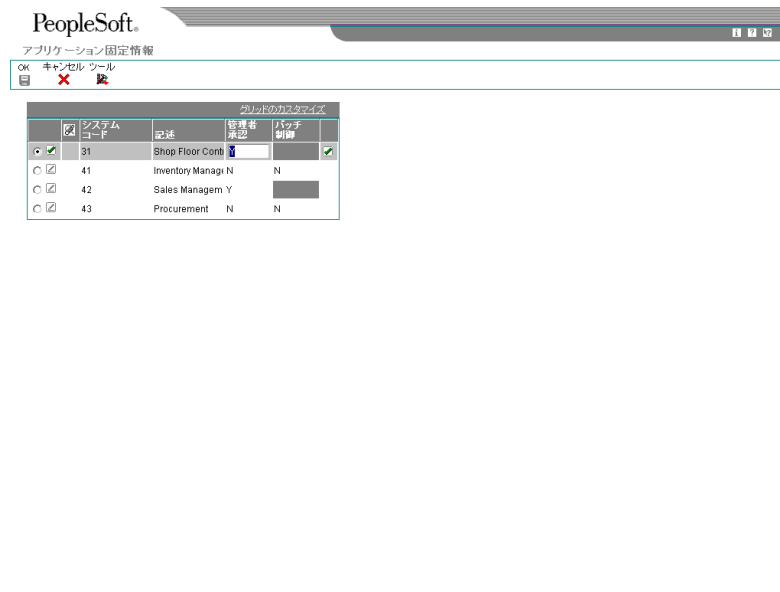 PeopleSoft.
アプリケーション固定情報
OK キャンセル ツール
グリッドのカスタマイズ
システム
コード 記述 管理者
承認 バッチ
制御
31 Shop Floor Cont Y
41 Inventory Manag N N
42 Sales Managem Y
43 Procurement N N